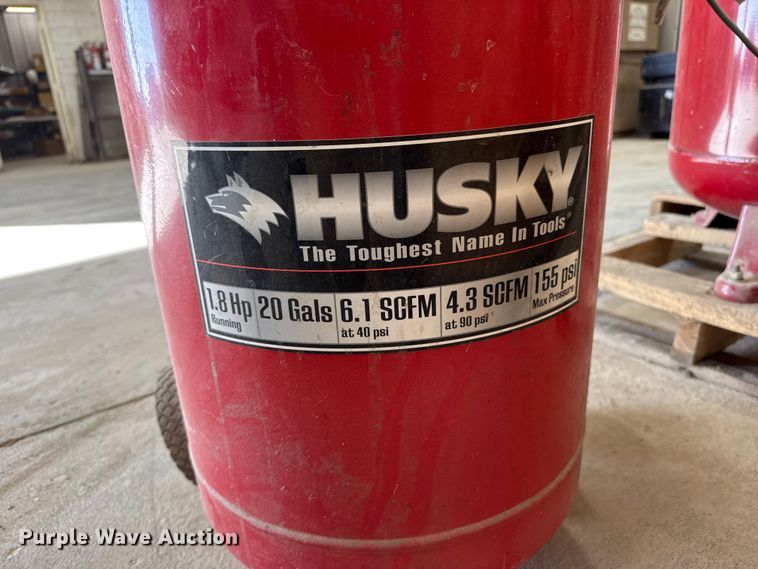 HUSKY®
The Toughest Name In Tools
1.8 Hp 20 Gals 6.1 SCFM 4.3 SCFM 155 psi
Running at 40 psi at 90 psi Max Pressure
Purple Wave Auction